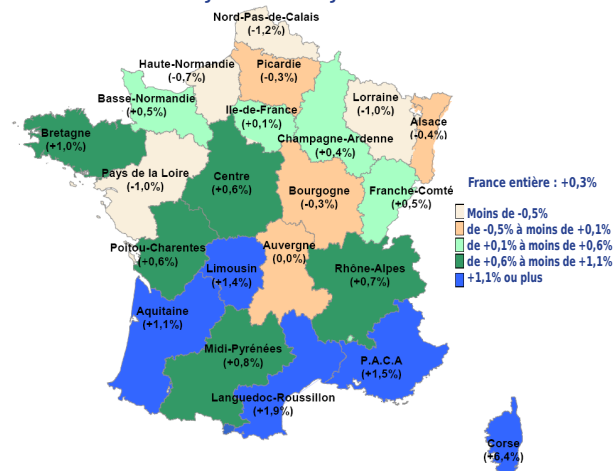 Nord-Pas-de-Calais
(-1,2%)
Haute-Normandie
(-0,7%)
Picardie
(-0,3%)
Basse-Normandie
(+0,5%)
Ile-de-France
(+0,1%)
Lorraine
(-1,0%)
Alsace
(-0,4%)
Champagne-Ardenne
(+0,4%)
Bretagne
(+1,0%)
Pays de la Loire
(-1,0%)
Centre
(+0,6%)
Bourgogne
(-0,3%)
Franche-Comté
(+0,5%)
France entière : +0,3%
Moins de -0,5%
de -0,5% à moins de +0,1%
de +0,1% à moins de +0,6%
de +0,6% à moins de +1,1%
+1,1% ou plus
Poitou-Charentes
(+0,6%)
Limousin
(+1,4%)
Auvergne
(0,0%)
Rhône-Alpes
(+0,7%)
Aquitaine
(+1,1%)
Midi-Pyrénées
(+0,8%)
P.A.C.A
(+1,5%)
Languedoc-Roussillon
(+1,9%)
Corse
(+6,4%)